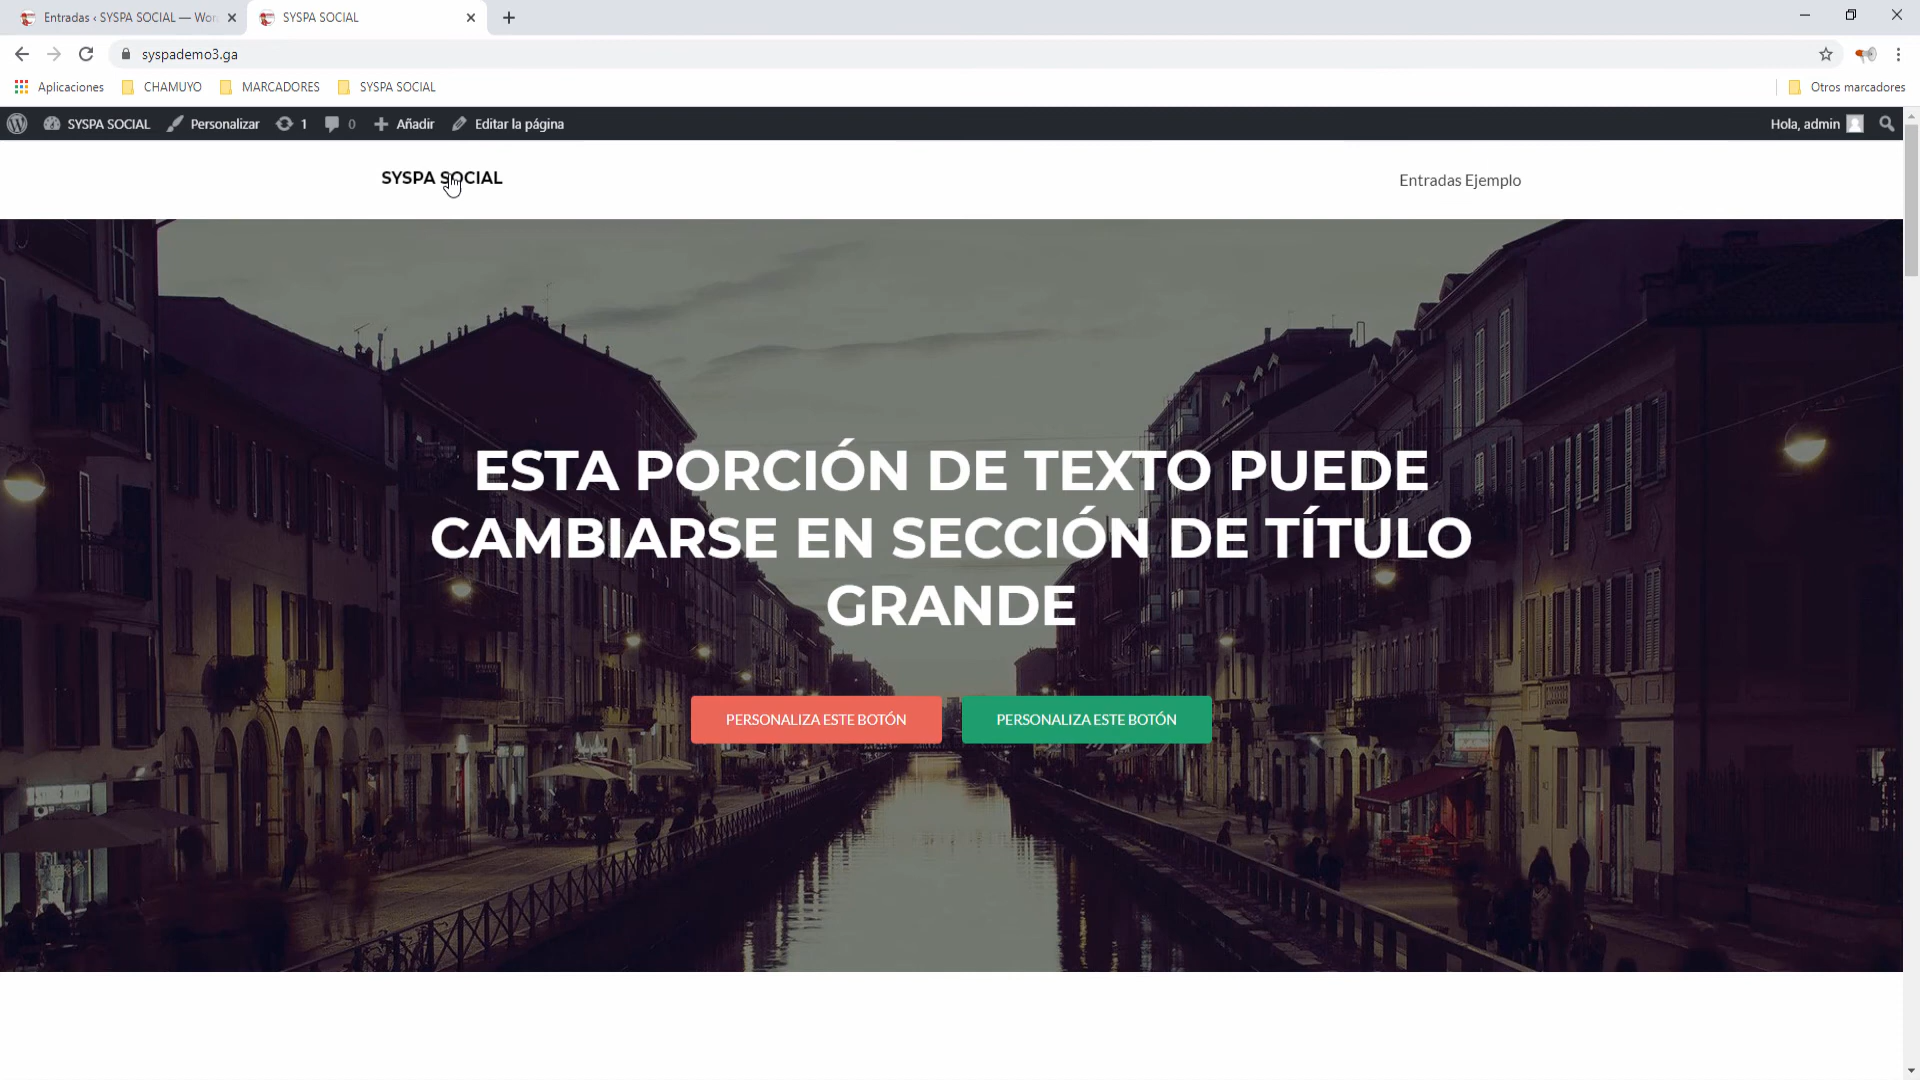 Entradas ‹ SYSPA SOCIAL — Wor
SYSPA SOCIAL
syspademo3.ga
Aplicaciones
CHAMUYO
MARCADORES
SYSPA SOCIAL
Otros marcadores
SYSPA SOCIAL
Personalizar
1
0
Añadir
Editar la página
Hola, admin
SYSPA SOCIAL
Entradas Ejemplo
ESTA PORCIÓN DE TEXTO PUEDE
CAMBIARSE EN SECCIÓN DE TÍTULO
GRANDE
PERSONALIZA ESTE BOTÓN
PERSONALIZA ESTE BOTÓN